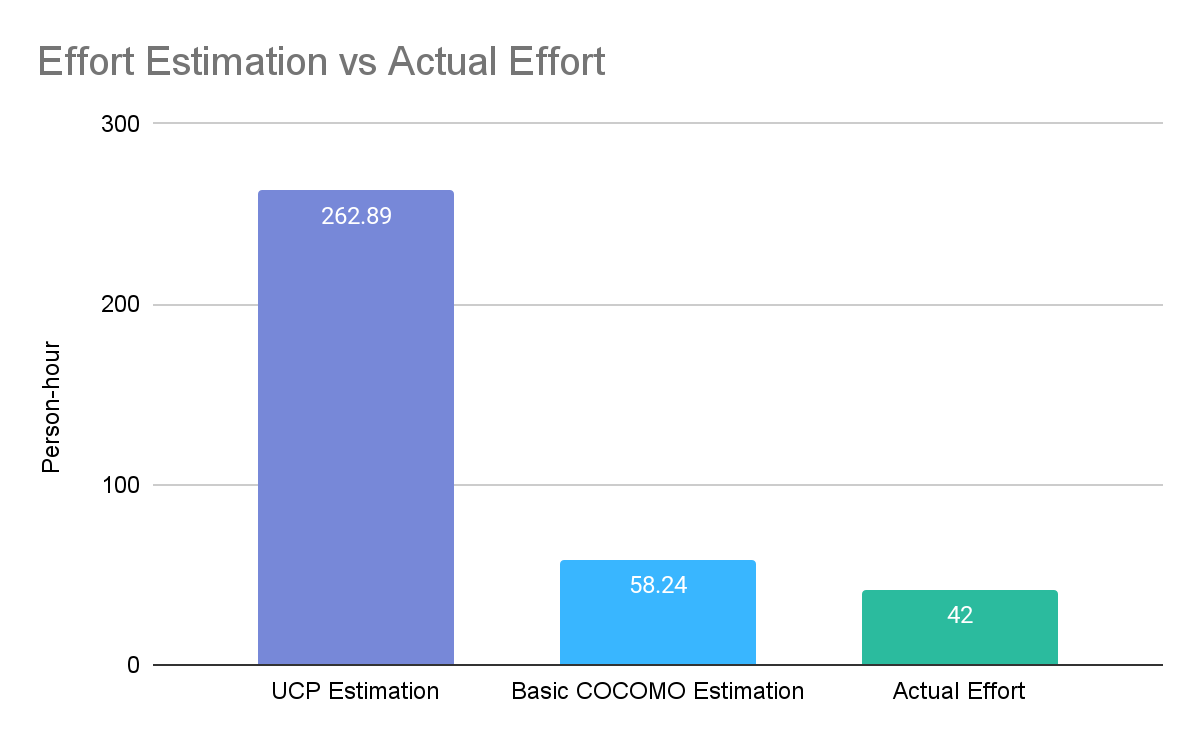 Effort Estimation vs Actual Effort
300
262.89
200
Person-hour
100
58.24
42
0
UCP Estimation
Basic COCOMO Estimation
Actual Effort